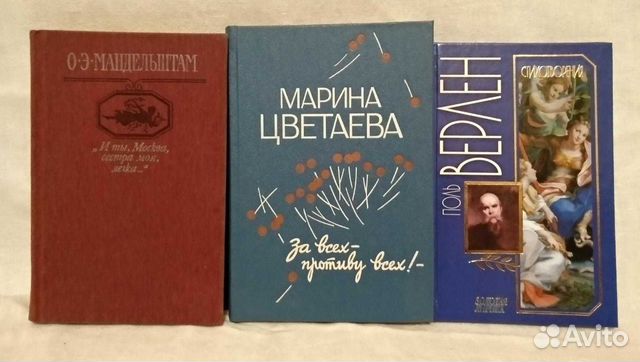 О·Э·МАНДЕЛЬШТАМ
„И ты, Москва,
сестра моя,
легка..."
МАРИНА
ЦВЕТАЕВА
За всех-
противу всех!-
ПОЛЬ
ВЕРЛЕН
СТИХОТВОРЕНИЯ
Avito